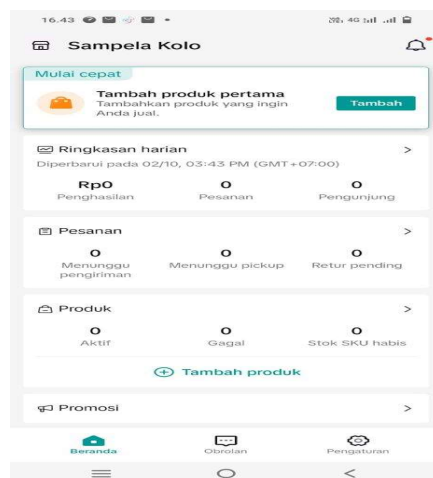 16.43
4G
Sampela Kolo
Mulai cepat
Tambah produk pertama
Tambahkan produk yang ingin
Anda jual.
Tambah
Ringkasan harian >
Diperbarui pada 02/10, 03:43 PM (GMT+07:00)
Rp0 0 0
Penghasilan Pesanan Pengunjung
Pesanan >
0 0 0
Menunggu pengiriman Menunggu pickup Retur pending
Produk >
0 0 0
Aktif Gagal Stok SKU habis
Tambah produk
Promosi >
Beranda Obrolan Pengaturan